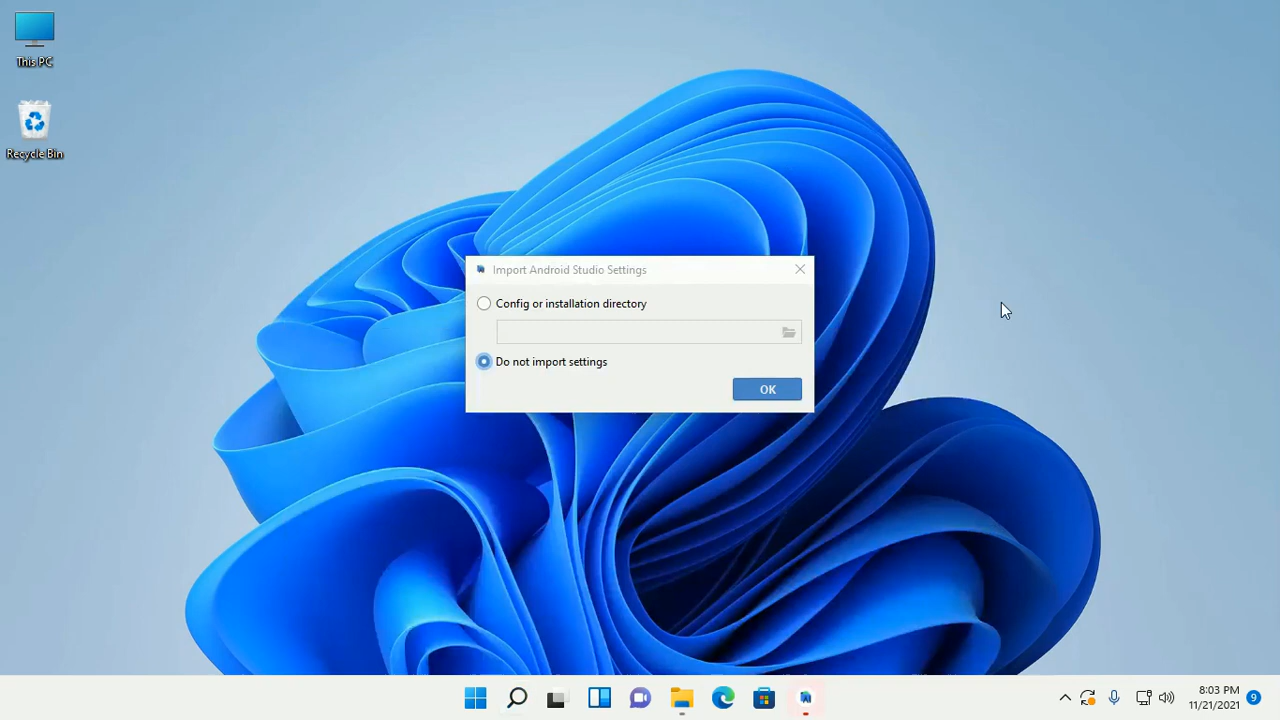 This PC
Recycle Bin
Import Android Studio Settings
Config or installation directory
Do not import settings
OK
8:03 PM
11/21/2021
9